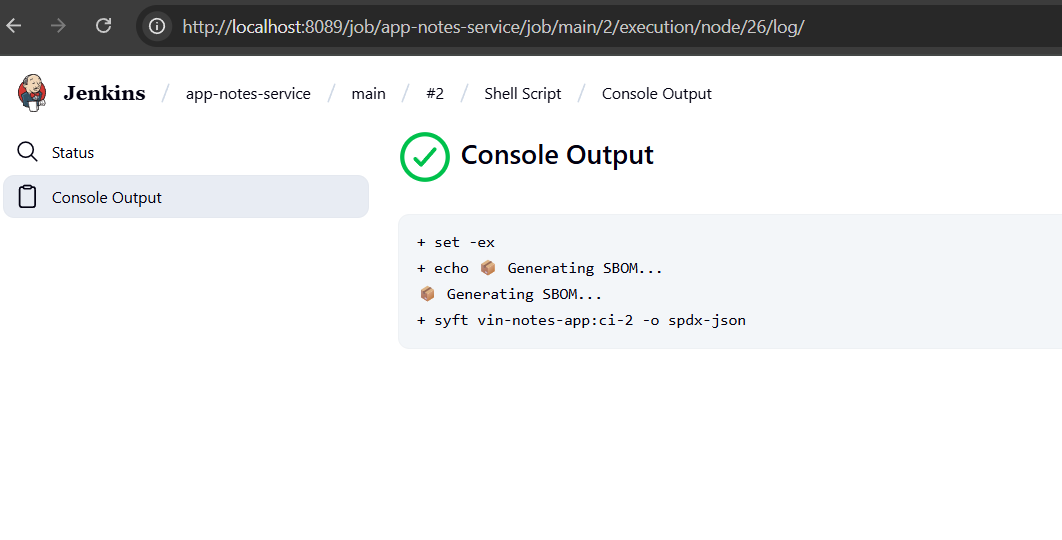 http://localhost:8089/job/app-notes-service/job/main/2/execution/node/26/log/
Jenkins / app-notes-service / main / #2 / Shell Script / Console Output
Status
Console Output
Console Output
+ set -ex
+ echo 📦 Generating SBOM...
📦 Generating SBOM...
+ syft vin-notes-app:ci-2 -o spdx-json